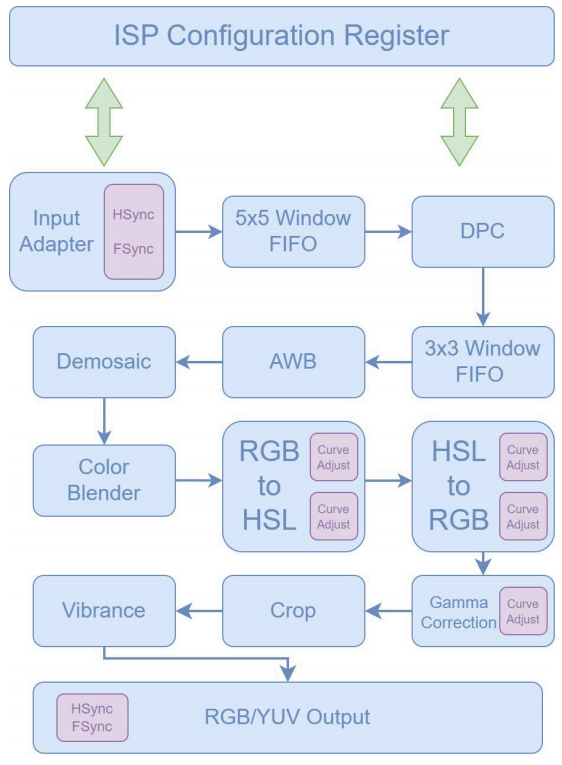 ISP Configuration Register
Input
Adapter
HSync
FSync
5x5 Window
FIFO
DPC
Demosaic
AWB
3x3 Window
FIFO
Color
Blender
RGB
to
HSL
Curve
Adjust
Curve
Adjust
HSL
to
RGB
Curve
Adjust
Curve
Adjust
Vibrance
Crop
Gamma
Correction
Curve
Adjust
HSync
FSync
RGB/YUV Output